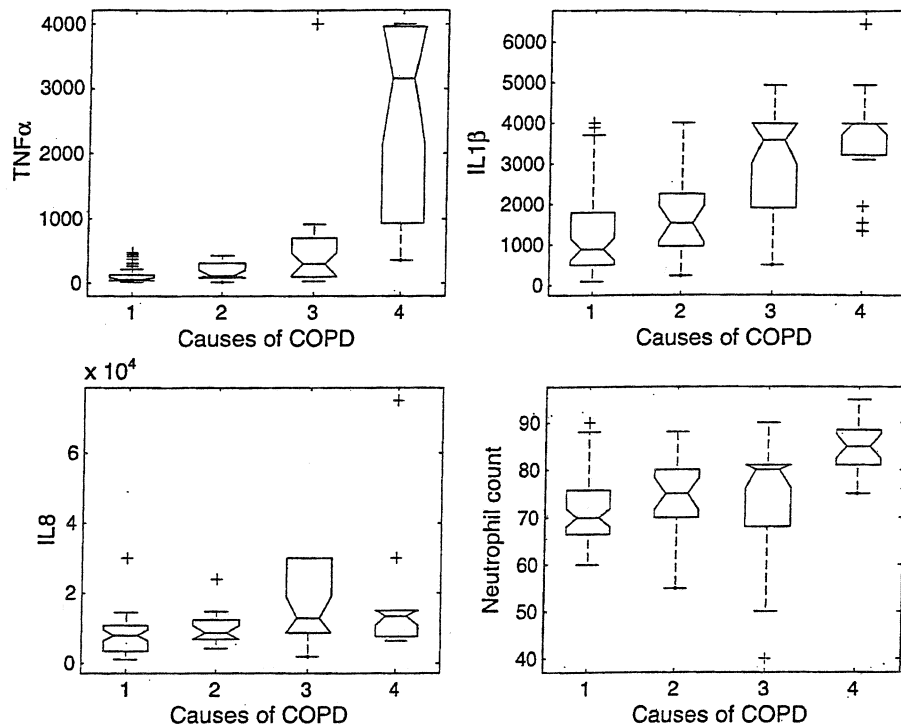 TNFα
4000
3000
2000
1000
0
1 2 3 4
Causes of COPD
IL1β
6000
5000
4000
3000
2000
1000
0
1 2 3 4
Causes of COPD
x 10⁴
IL8
6
4
2
0
1 2 3 4
Causes of COPD
Neutrophil count
90
80
70
60
50
40
1 2 3 4
Causes of COPD